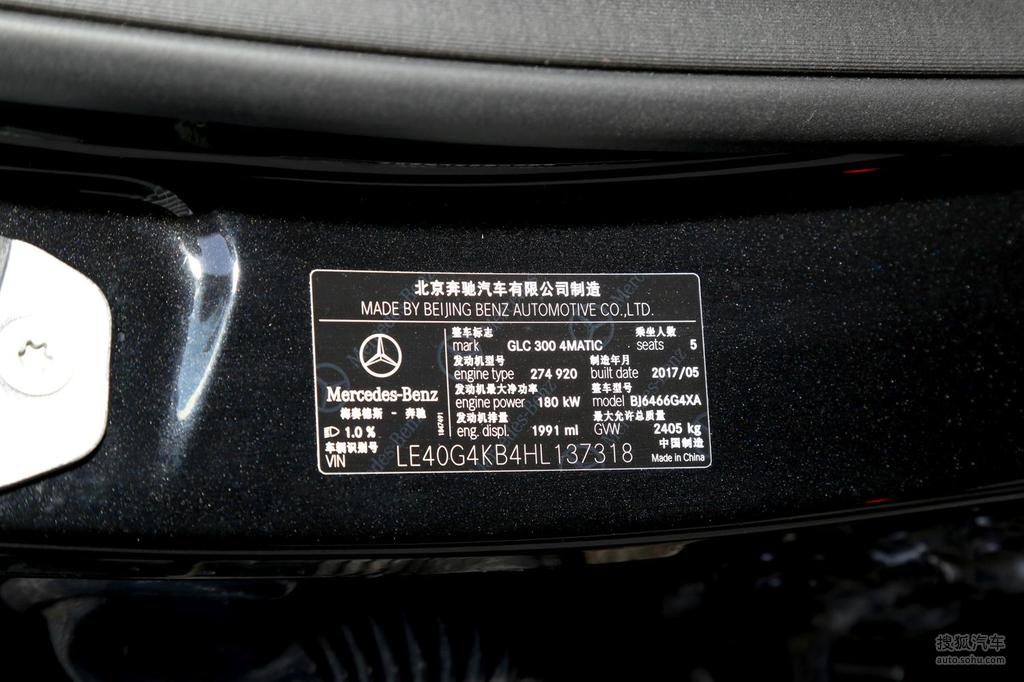 北京奔驰汽车有限公司制造
MADE BY BEIJING BENZ AUTOMOTIVE CO.,LTD.
整车标志
mark GLC 300 4MATIC
乘坐人数
seats 5
发动机型号
engine type 274 920
制造年月
built date 2017/05
发动机最大净功率
engine power 180 kW
整车型号
model BJ6466G4XA
发动机排量
eng. displ. 1991 ml
最大允许总质量
GVW 2405 kg
Mercedes-Benz
梅赛德斯 - 奔驰
1.0 %
车辆识别号
VIN LE40G4KB4HL137318
中国制造
Made in China
搜狐汽车
auto.sohu.com